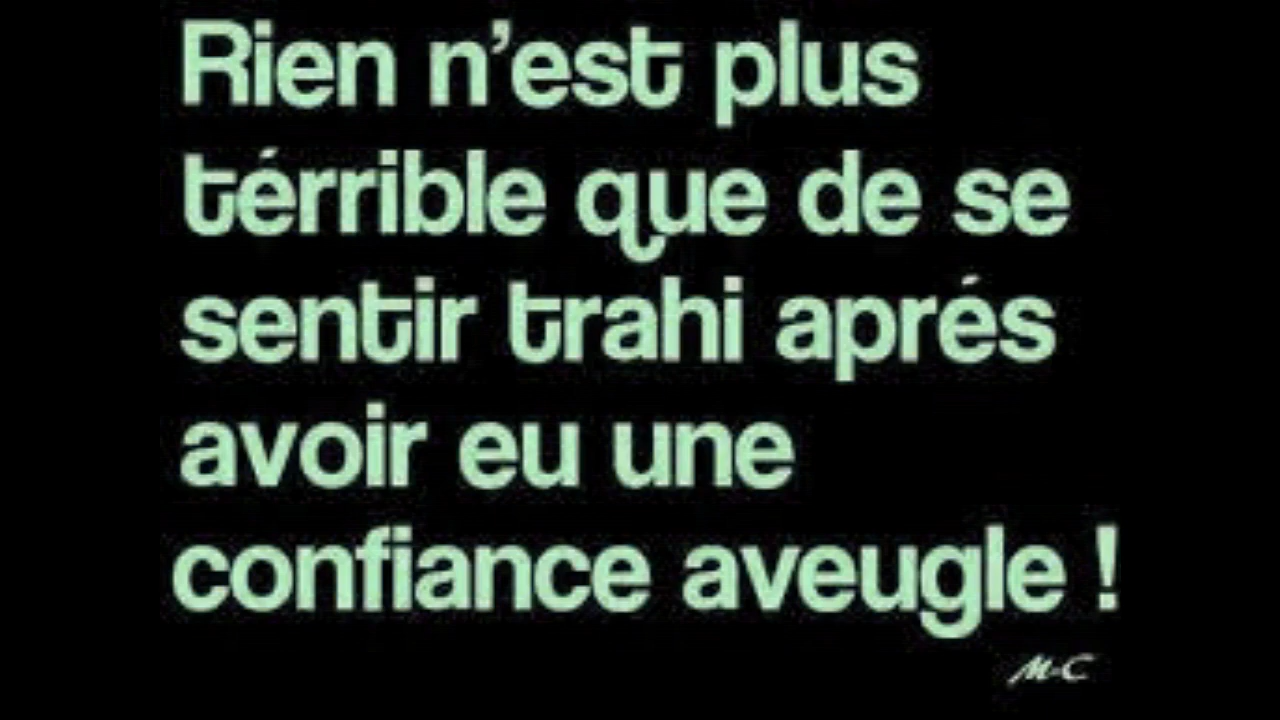 Rien n’est plus
térrible que de se
sentir trahi aprés
avoir eu une
confiance aveugle !
M-C